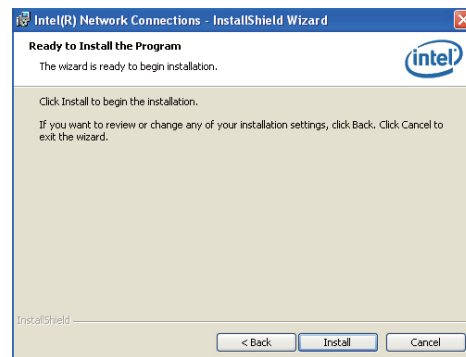 Intel(R) Network Connections - InstallShield Wizard
Ready to Install the Program
The wizard is ready to begin installation.
intel
Click Install to begin the installation.
If you want to review or change any of your installation settings, click Back. Click Cancel to
exit the wizard.
InstallShield
< Back Install Cancel